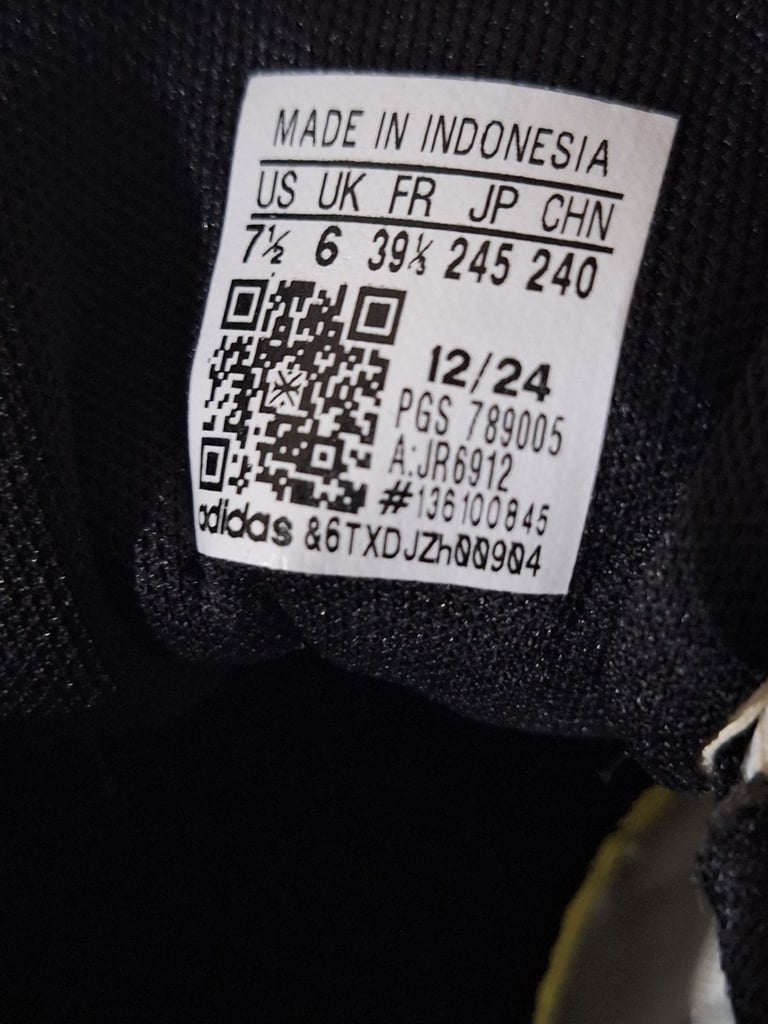 MADE IN INDONESIA
US UK FR JP CHN
7½ 6 39⅓ 245 240
12/24
PGS 789005
A:JR6912
#136100845
adidas &6TXDJZh00904